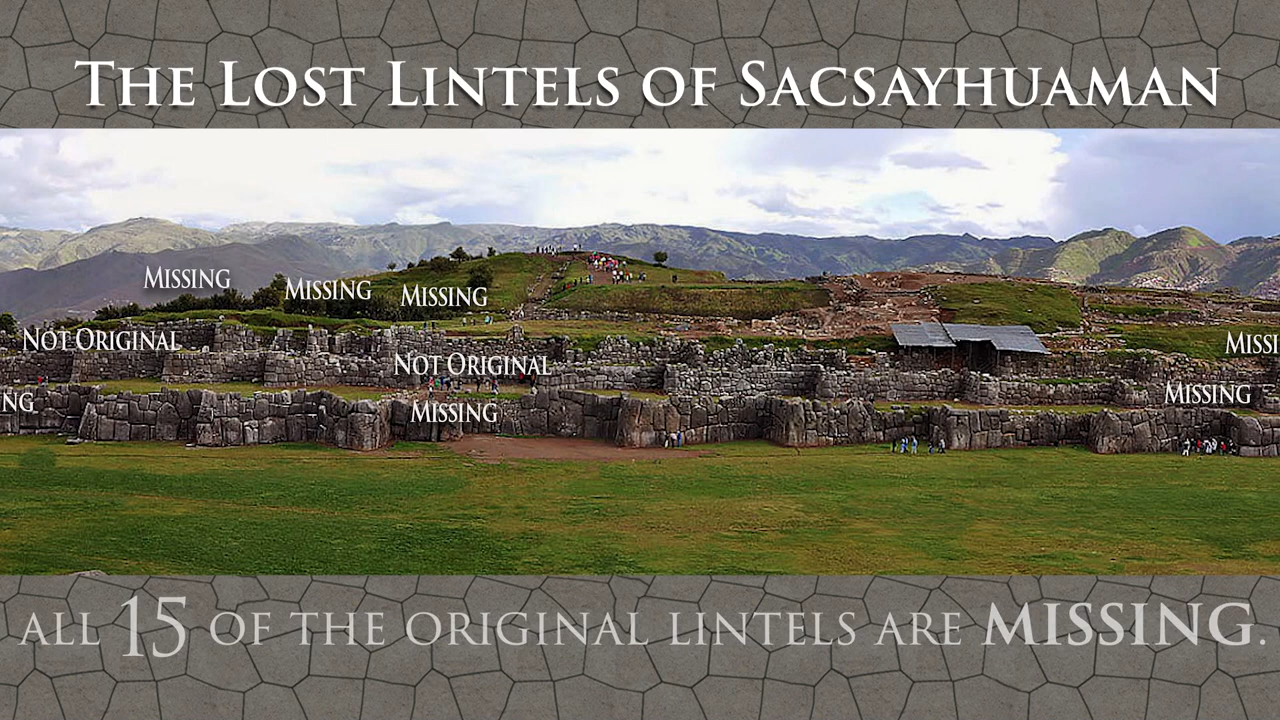 The Lost Lintels of Sacsayhuaman
Missing
Missing
Missing
Not Original
Missi
Not Original
Missing
ng
Missing
all 15 of the original lintels are missing.